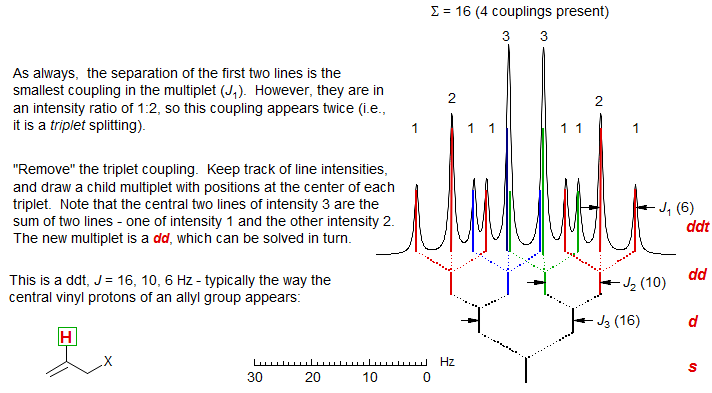 Σ = 16 (4 couplings present)
3 3
As always, the separation of the first two lines is the
smallest coupling in the multiplet (J₁). However, they are in
an intensity ratio of 1:2, so this coupling appears twice (i.e.,
it is a triplet splitting).
2 2
1 1 1 1 1 1
"Remove" the triplet coupling. Keep track of line intensities,
and draw a child multiplet with positions at the center of each
triplet. Note that the central two lines of intensity 3 are the
sum of two lines - one of intensity 1 and the other intensity 2.
The new multiplet is a dd, which can be solved in turn.
J₁ (6)
ddt
This is a ddt, J = 16, 10, 6 Hz - typically the way the
central vinyl protons of an allyl group appears:
J₂ (10) dd
J₃ (16) d
H
X
Hz
s
30 20 10 0